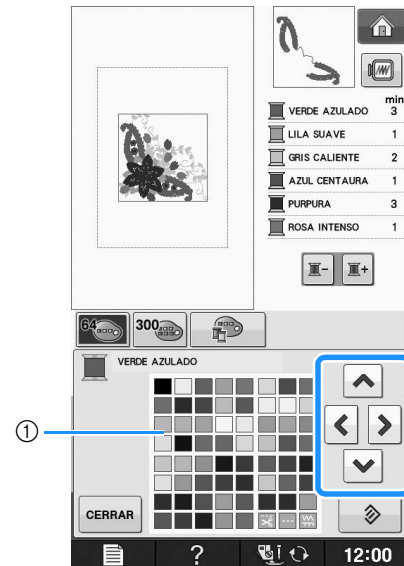 min
VERDE AZULADO 3
LILA SUAVE 1
GRIS CALIENTE 2
AZUL CENTAURA 1
PURPURA 3
ROSA INTENSO 1
- +
64 300
VERDE AZULADO
①
CERRAR
? 12:00